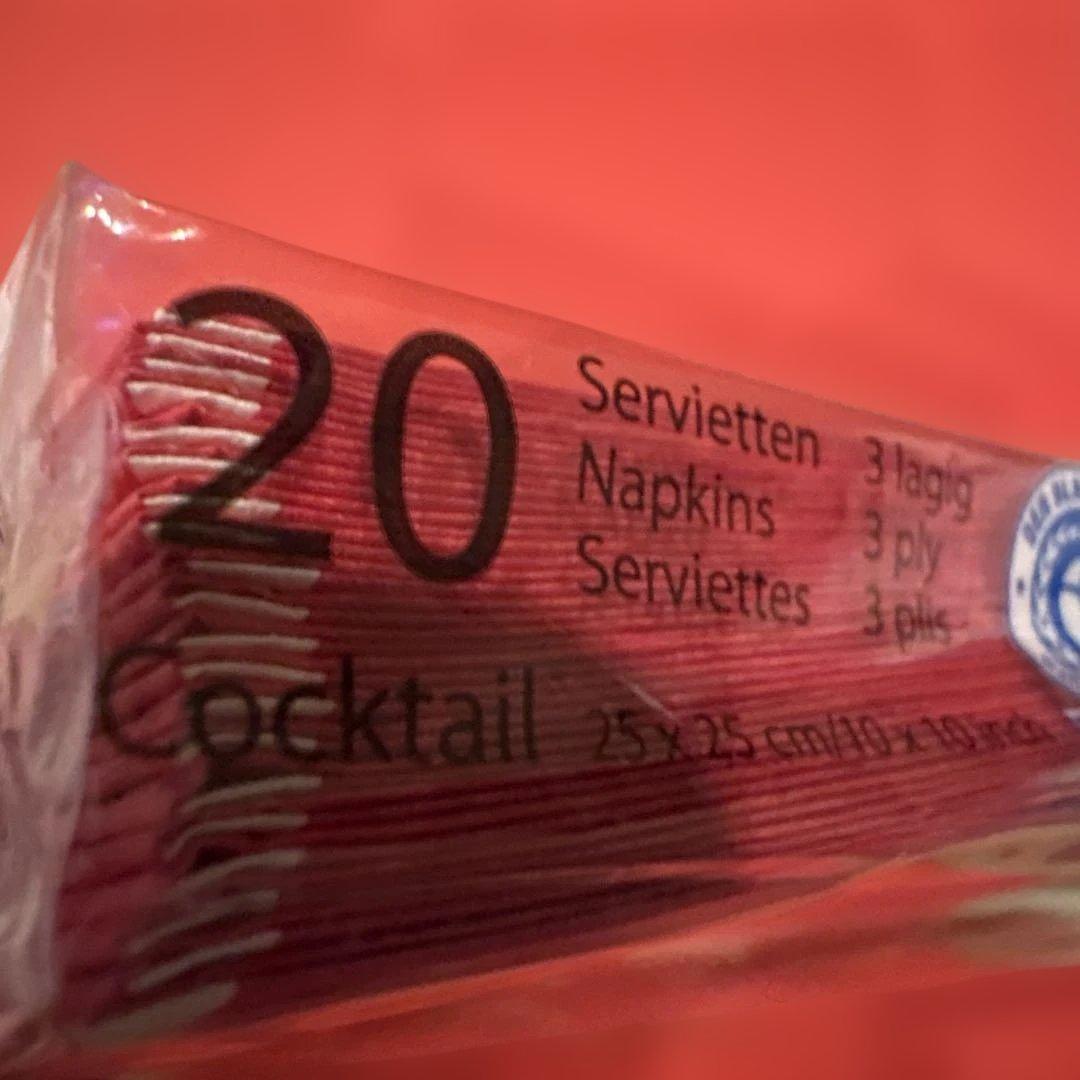 20
Servietten 3 lagig
Napkins 3 ply
Serviettes 3 plis
Cocktail 25 x 25 cm/10 x 10 inch